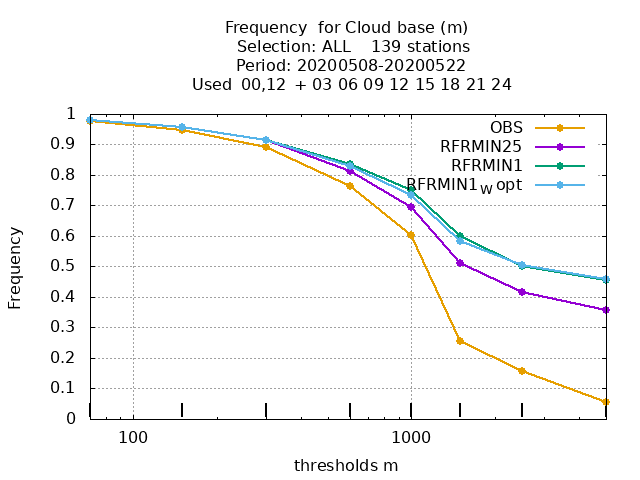 Frequency  for Cloud base (m)
Selection: ALL    139 stations
Period: 20200508-20200522
Used  00,12  + 03 06 09 12 15 18 21 24
OBS
RFRMIN25
RFRMIN1
RFRMIN1w opt
1
0.9
0.8
0.7
0.6
0.5
0.4
0.3
0.2
0.1
0
Frequency
100
1000
thresholds m